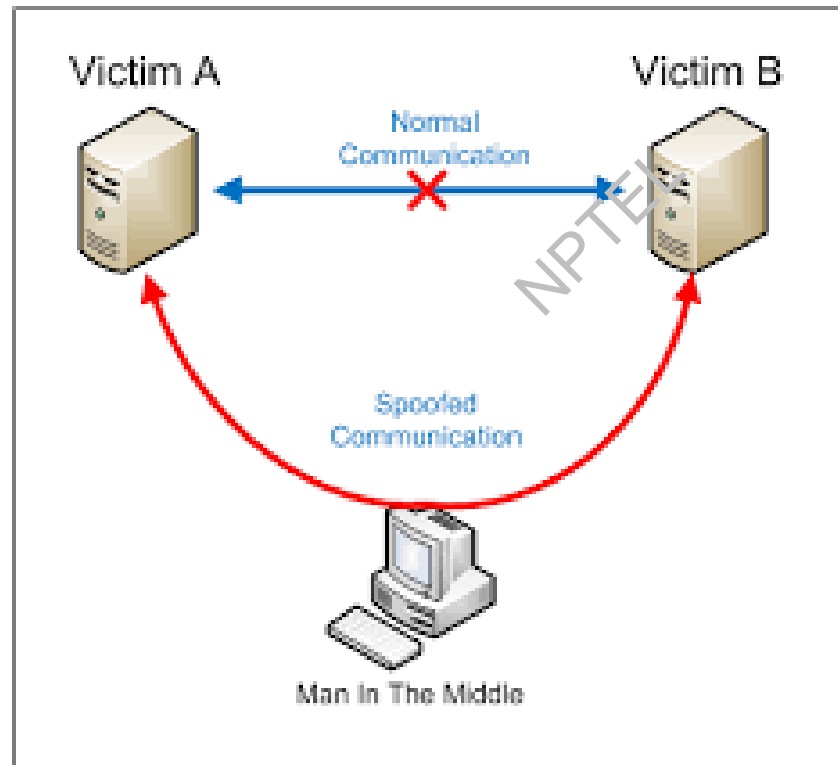 Victim A
Victim B
Normal
Communication
NPTEL
Spoofed
Communication
Man In The Middle